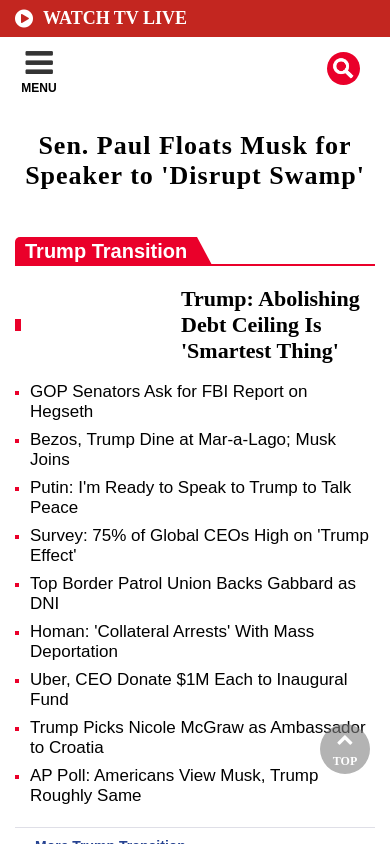 WATCH TV LIVE
MENU
Sen. Paul Floats Musk for
Speaker to 'Disrupt Swamp'
Trump Transition
Trump: Abolishing
Debt Ceiling Is
'Smartest Thing'
GOP Senators Ask for FBI Report on
Hegseth
Bezos, Trump Dine at Mar-a-Lago; Musk
Joins
Putin: I'm Ready to Speak to Trump to Talk
Peace
Survey: 75% of Global CEOs High on 'Trump
Effect'
Top Border Patrol Union Backs Gabbard as
DNI
Homan: 'Collateral Arrests' With Mass
Deportation
Uber, CEO Donate $1M Each to Inaugural
Fund
Trump Picks Nicole McGraw as Ambassador
to Croatia
TOP
AP Poll: Americans View Musk, Trump
Roughly Same
More Trump Transition